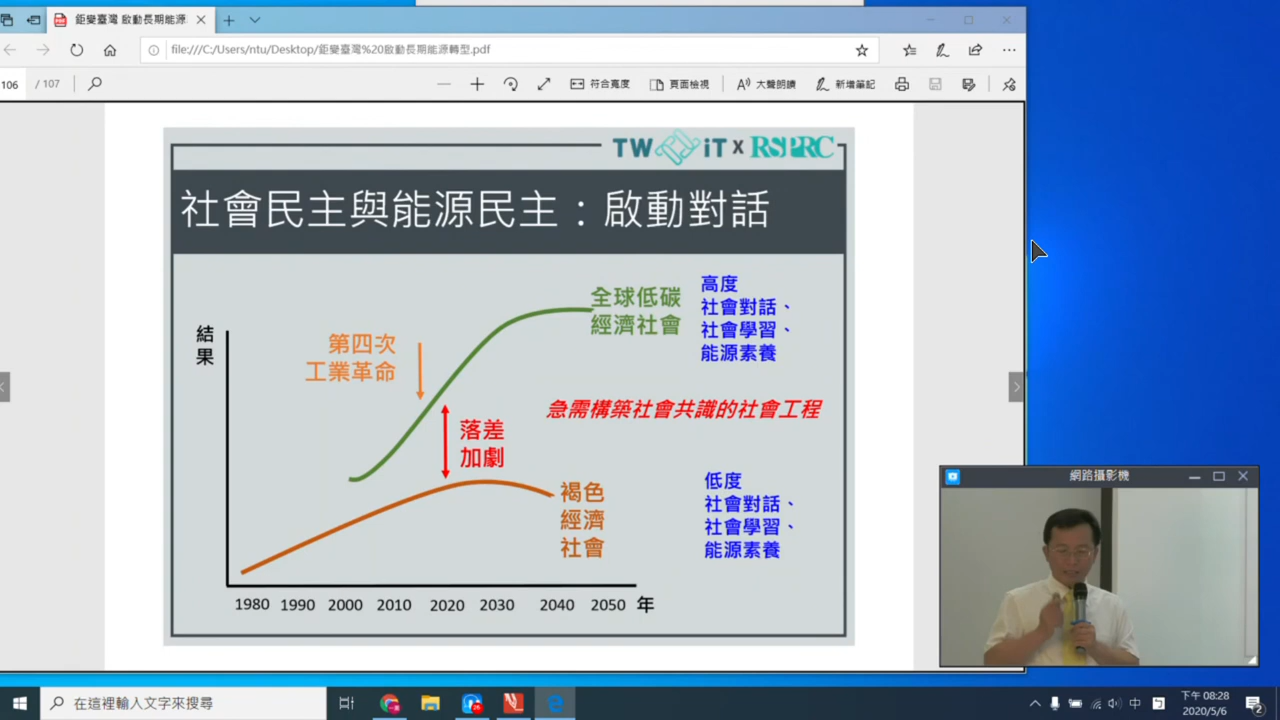 鉅變臺灣 啟動長期能源
file:///C:/Users/ntu/Desktop/鉅變臺灣%20啟動長期能源轉型.pdf
106 / 107
符合寬度
頁面檢視
大聲朗讀
新增筆記
TW iT x RSPRC
社會民主與能源民主：啟動對話
結果
第四次
工業革命
全球低碳
經濟社會
高度
社會對話、
社會學習、
能源素養
急需構築社會共識的社會工程
落差
加劇
褐色
經濟
社會
低度
社會對話、
社會學習、
能源素養
1980 1990 2000 2010 2020 2030 2040 2050 年
網路攝影機
在這裡輸入文字來搜尋
中
下午 08:28
2020/5/6
2